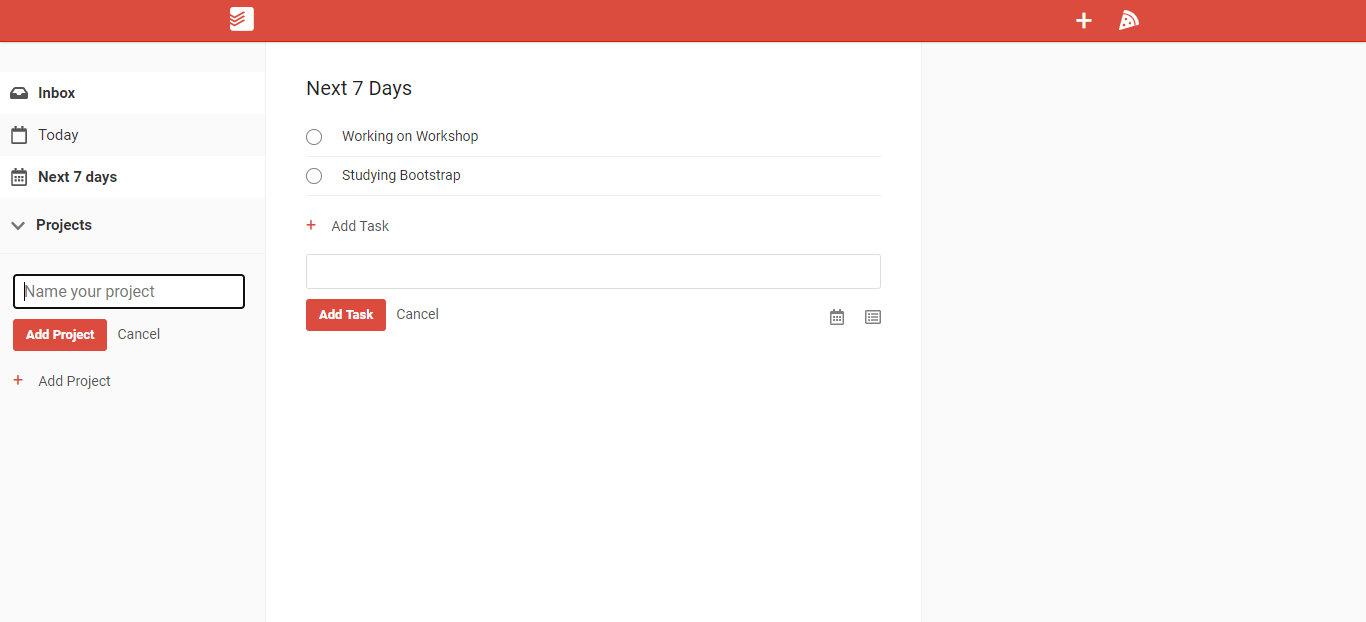 Inbox
Today
Next 7 days
Projects
Name your project
Add Project
Cancel
+ Add Project
Next 7 Days
Working on Workshop
Studying Bootstrap
+ Add Task
Add Task
Cancel